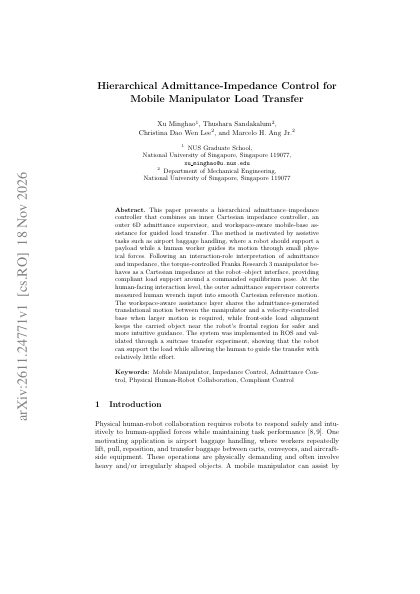 Hierarchical Admittance-Impedance Control for
Mobile Manipulator Load Transfer
Xu Minghao1, Thushara Sandakalum2,
Christina Dao Wen Lee2, and Marcelo H. Ang Jr.2
1 NUS Graduate School,
National University of Singapore, Singapore 119077,
xu_minghao@u.nus.edu
2 Department of Mechanical Engineering,
National University of Singapore, Singapore 119077
Abstract. This paper presents a hierarchical admittance-impedance
controller that combines an inner Cartesian impedance controller, an
outer 6D admittance supervisor, and workspace-aware mobile-base as-
sistance for guided load transfer. The method is motivated by assistive
tasks such as airport baggage handling, where a robot should support a
payload while a human worker guides its motion through small phys-
ical forces. Following an interaction-role interpretation of admittance
and impedance, the torque-controlled Franka Research 3 manipulator be-
haves as a Cartesian impedance at the robot–object interface, providing
compliant load support around a commanded equilibrium pose. At the
human-facing interaction level, the outer admittance supervisor converts
measured human wrench input into smooth Cartesian reference motion.
The workspace-aware assistance layer shares the admittance-generated
translational motion between the manipulator and a velocity-controlled
base when larger motion is required, while front-side load alignment
keeps the carried object near the robot's frontal region for safer and
more intuitive guidance. The system was implemented in ROS and val-
idated through a suitcase transfer experiment, showing that the robot
can support the load while allowing the human to guide the transfer with
relatively little effort.
Keywords: Mobile Manipulator, Impedance Control, Admittance Con-
trol, Physical Human-Robot Collaboration, Compliant Control
1 Introduction
Physical human-robot collaboration requires robots to respond safely and intu-
itively to human-applied forces while maintaining task performance [8,9]. One
motivating application is airport baggage handling, where workers repeatedly
lift, pull, reposition, and transfer baggage between carts, conveyors, and aircraft-
side equipment. These operations are physically demanding and often involve
heavy and/or irregularly shaped objects. A mobile manipulator can assist by
arXiv:2611.24771v1 [cs.RO] 18 Nov 2026